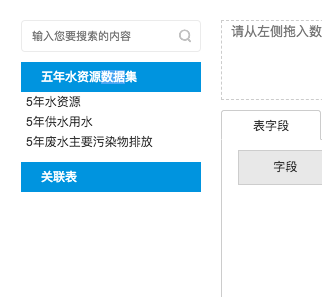 输入您要搜索的内容
五年水资源数据集
5年水资源
5年供水用水
5年废水主要污染物排放
关联表
请从左侧拖入数
表字段
字段